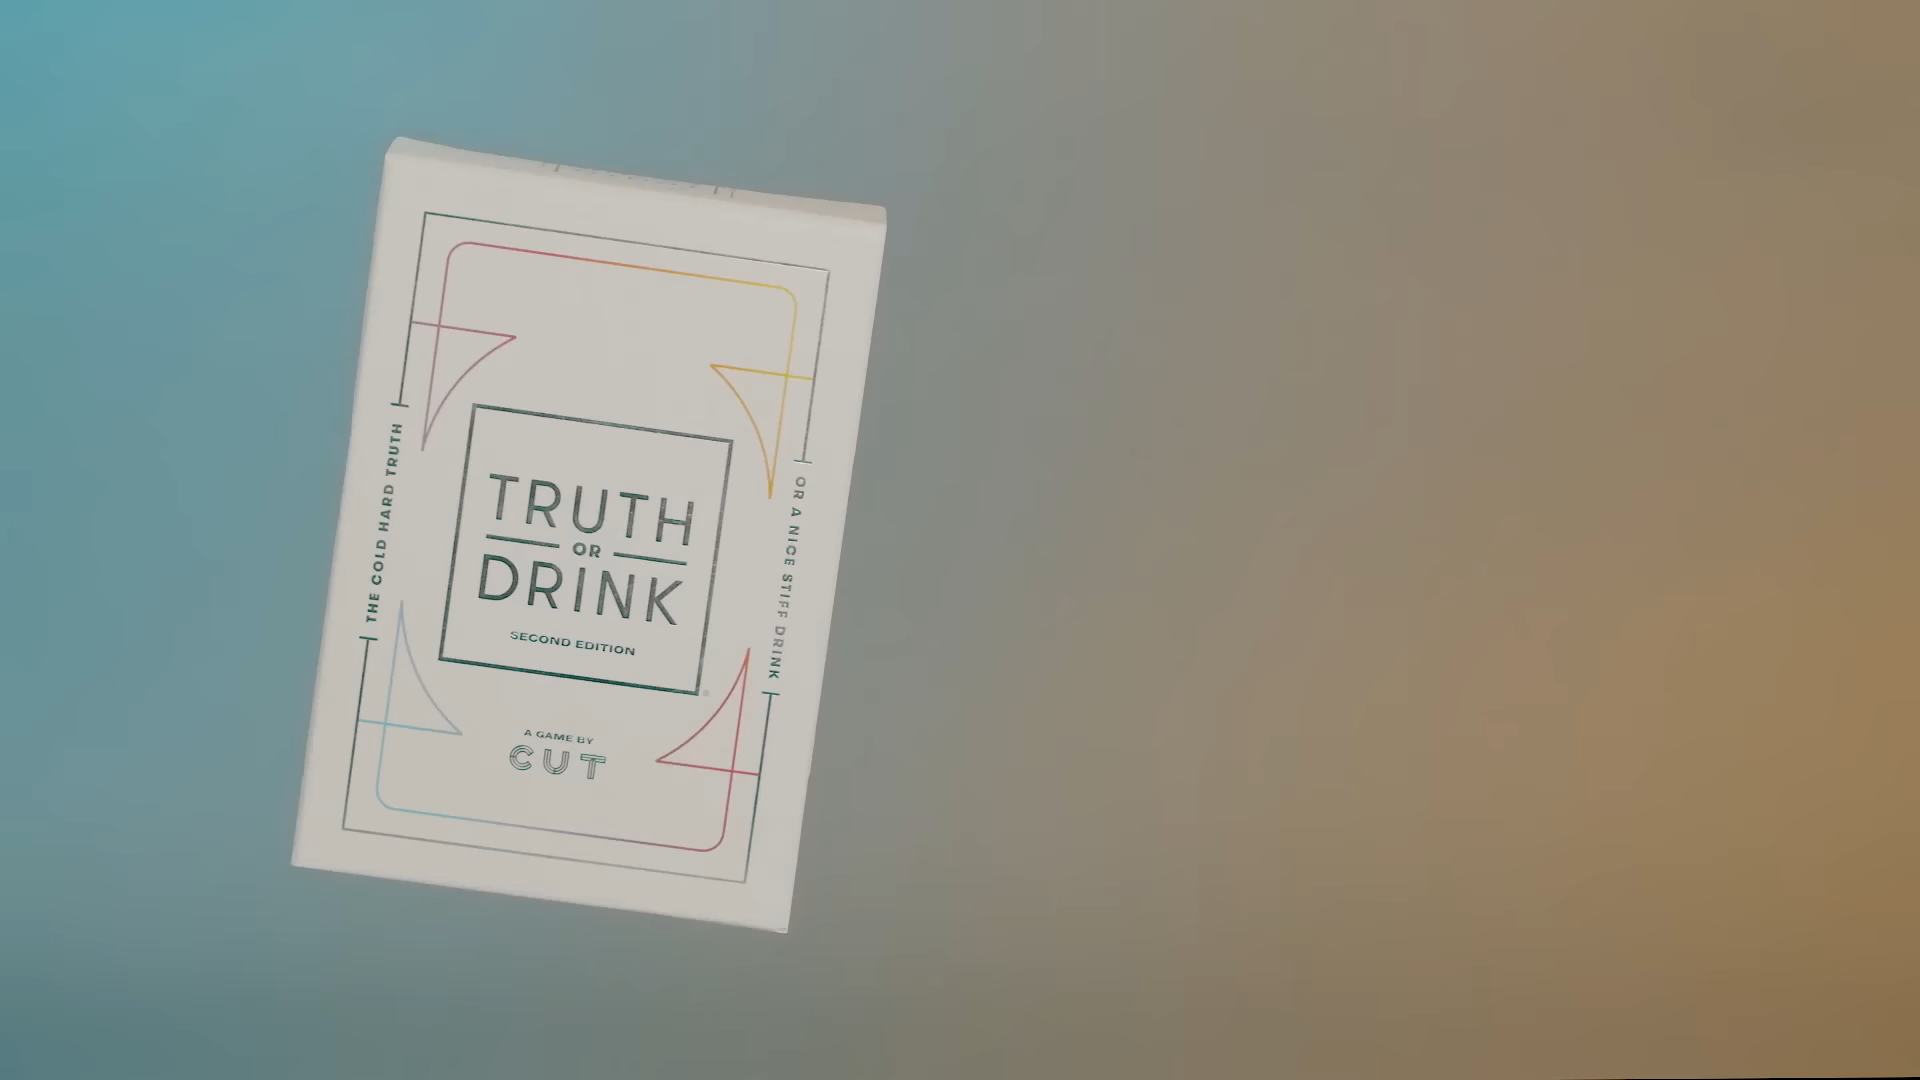 THE COLD HARD TRUTH
TRUTH
OR
DRINK
SECOND EDITION
A GAME BY
CUT
OR A NICE STIFF DRINK